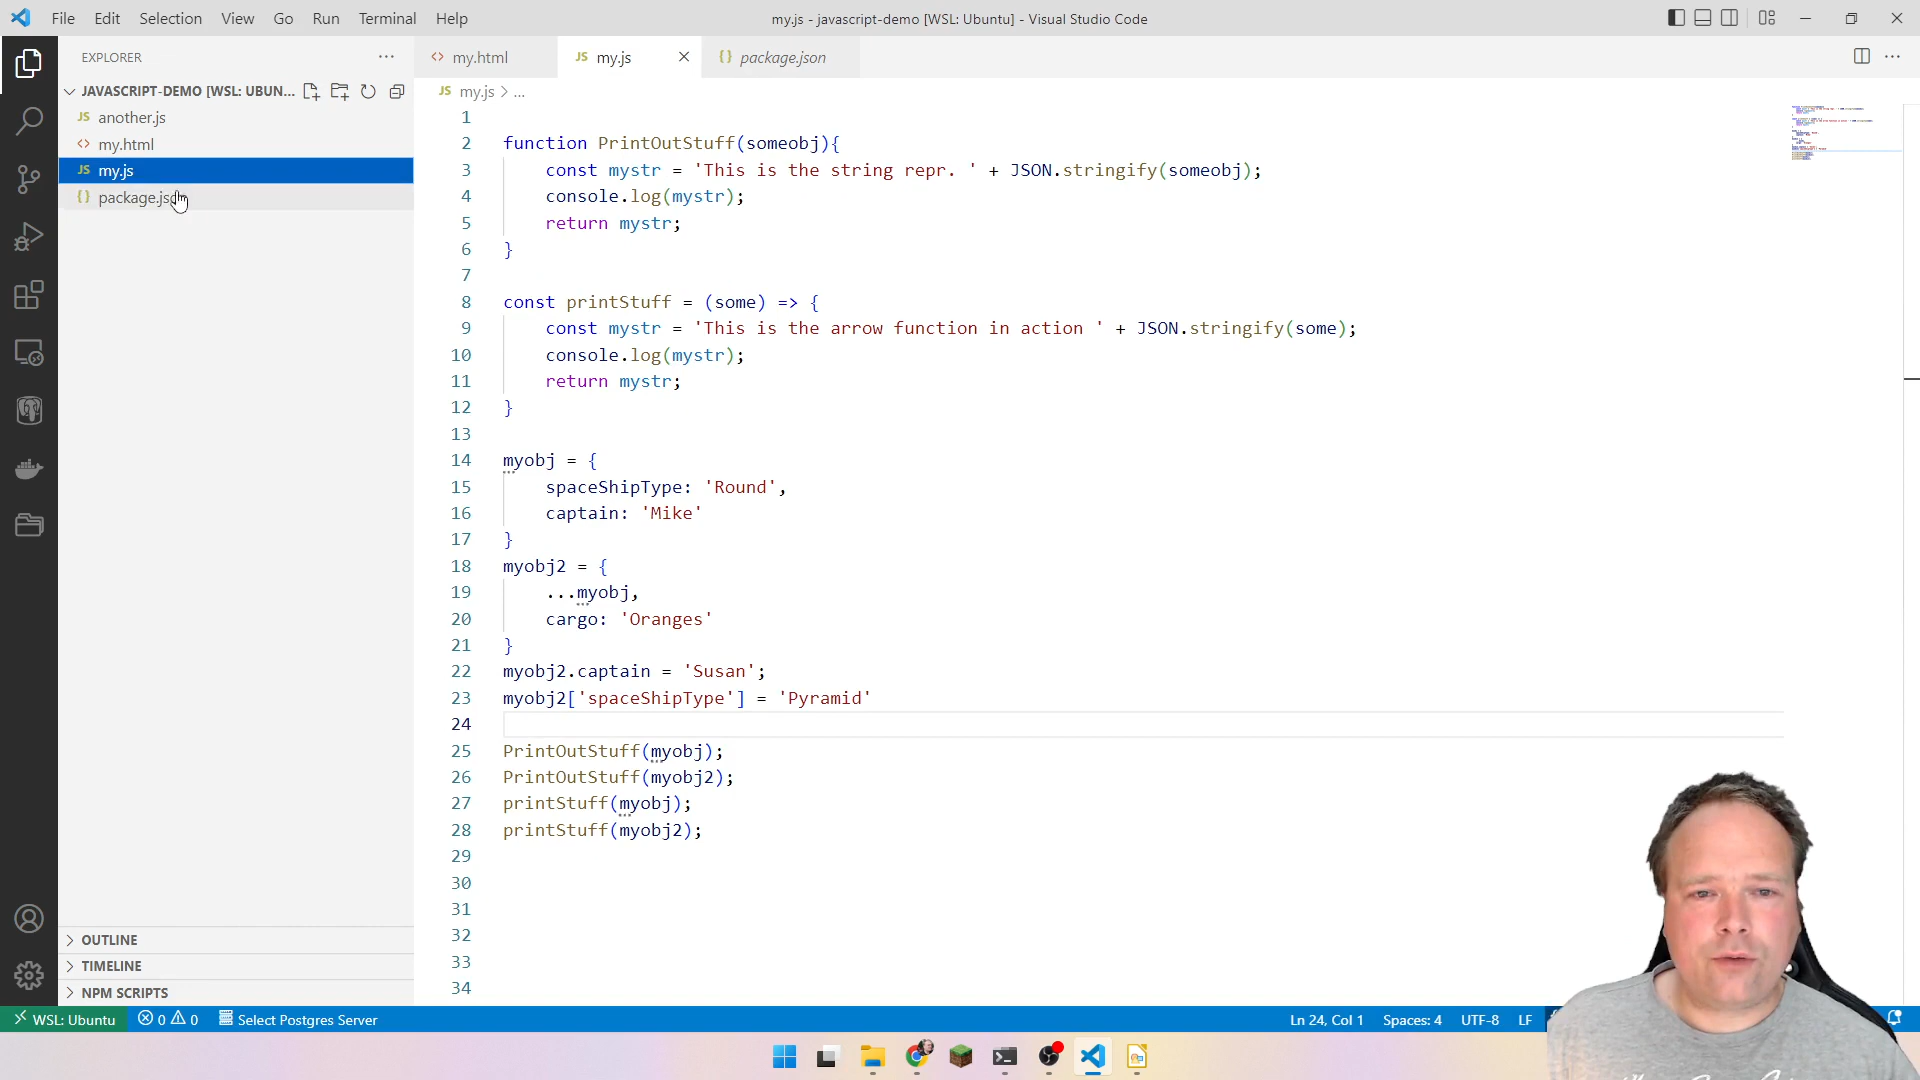 File Edit Selection View Go Run Terminal Help
my.js - javascript-demo [WSL: Ubuntu] - Visual Studio Code
EXPLORER
JAVASCRIPT-DEMO [WSL: UBUN...
JS another.js
<> my.html
JS my.js
{} package.js
OUTLINE
TIMELINE
NPM SCRIPTS
<> my.html
JS my.js
{} package.json
JS my.js > ...
1
2 function PrintOutStuff(someobj){
3 const mystr = 'This is the string repr. ' + JSON.stringify(someobj);
4 console.log(mystr);
5 return mystr;
6 }
7
8 const printStuff = (some) => {
9 const mystr = 'This is the arrow function in action ' + JSON.stringify(some);
10 console.log(mystr);
11 return mystr;
12 }
13
14 myobj = {
15 spaceShipType: 'Round',
16 captain: 'Mike'
17 }
18 myobj2 = {
19 ...myobj,
20 cargo: 'Oranges'
21 }
22 myobj2.captain = 'Susan';
23 myobj2['spaceShipType'] = 'Pyramid'
24
25 PrintOutStuff(myobj);
26 PrintOutStuff(myobj2);
27 printStuff(myobj);
28 printStuff(myobj2);
29
30
31
32
33
34
WSL: Ubuntu 0 0 Select Postgres Server
Ln 24, Col 1 Spaces: 4 UTF-8 LF